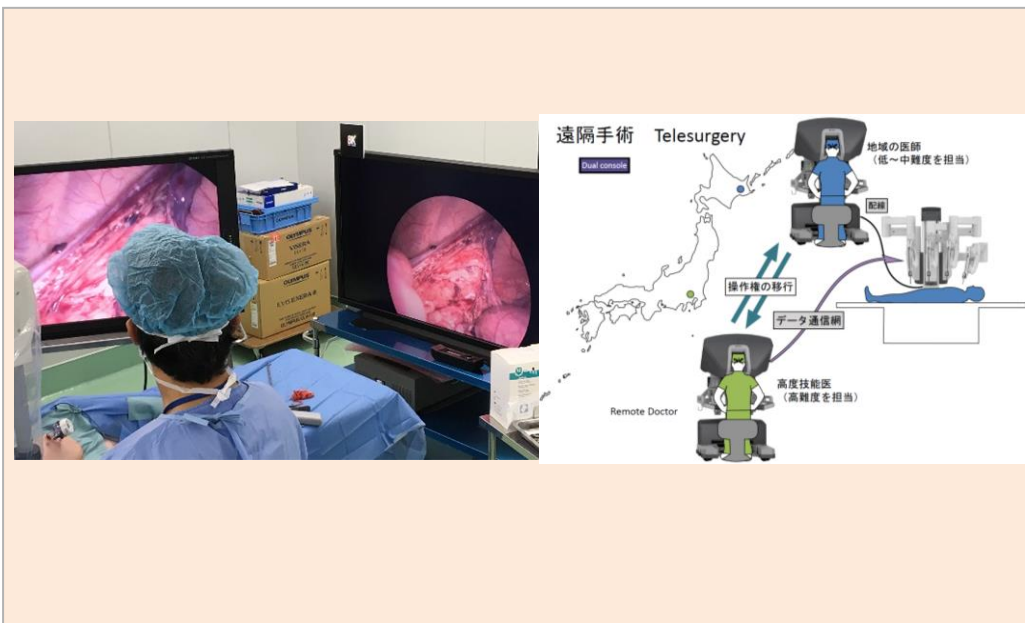 OLYMPUS
VISERA
OLYMPUS
遠隔手術 Telesurgery
Dual console
地域の医師
（低～中難度を担当）
配線
操作権の移行
データ通信網
高度技能医
（高難度を担当）
Remote Doctor